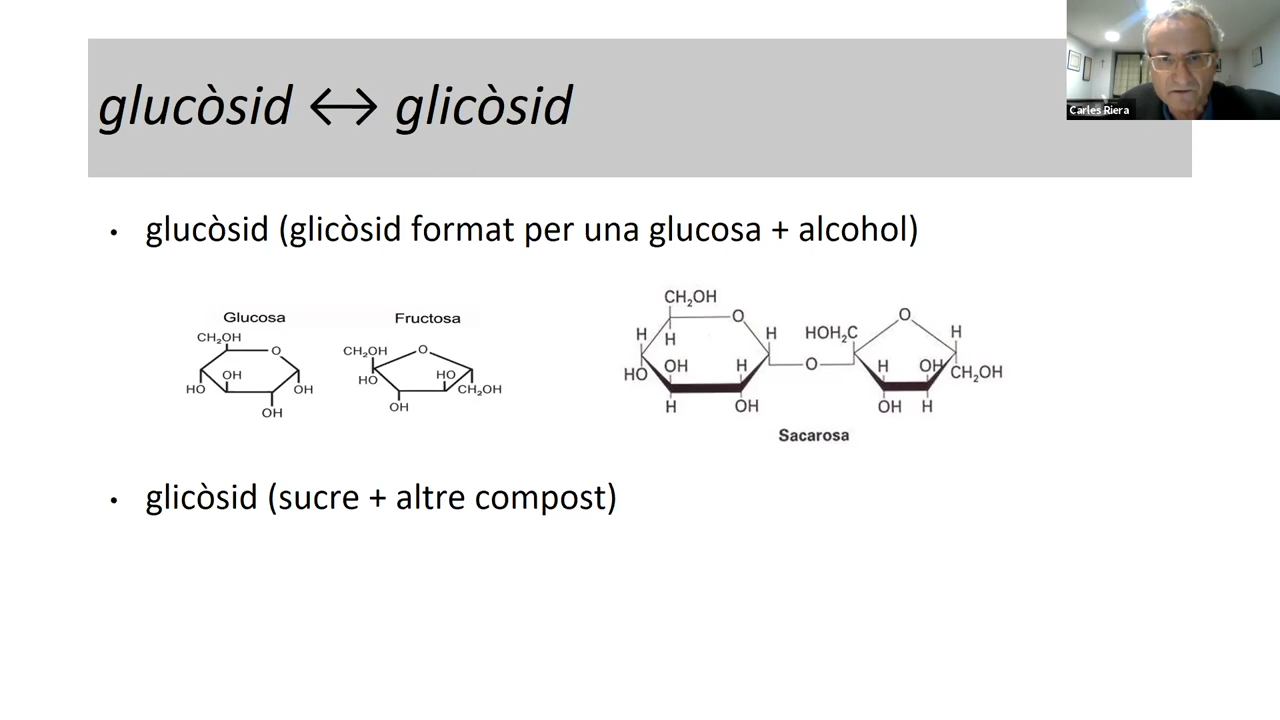 glucòsid ↔ glicòsid
Carles Riera
• glucòsid (glicòsid format per una glucosa + alcohol)
Glucosa
CH₂OH
O
OH
HO
OH
OH
Fructosa
CH₂OH
O
HO
HO
CH₂OH
OH
CH₂OH
O
H
H
H
HOH₂C
O
H
HO
OH
H
O
H
OH
CH₂OH
H
OH
OH
H
Sacarosa
• glicòsid (sucre + altre compost)